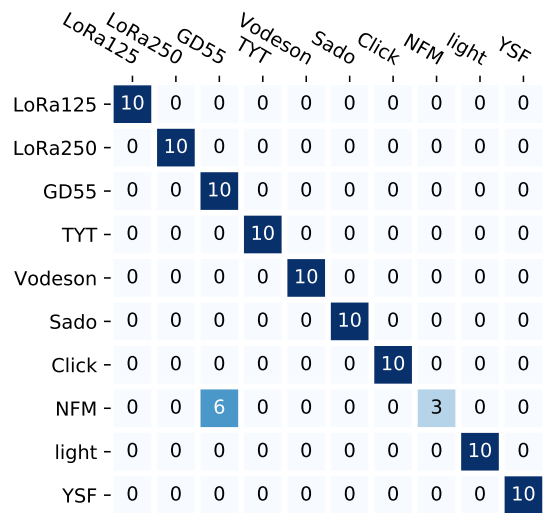 LoRa125 LoRa250 GD55 TYT Vodeson Sado Click NFM light YSF
LoRa125 10 0 0 0 0 0 0 0 0 0
LoRa250 0 10 0 0 0 0 0 0 0 0
GD55 0 0 10 0 0 0 0 0 0 0
TYT 0 0 0 10 0 0 0 0 0 0
Vodeson 0 0 0 0 10 0 0 0 0 0
Sado 0 0 0 0 0 10 0 0 0 0
Click 0 0 0 0 0 0 10 0 0 0
NFM 0 0 6 0 0 0 0 3 0 0
light 0 0 0 0 0 0 0 0 10 0
YSF 0 0 0 0 0 0 0 0 0 10